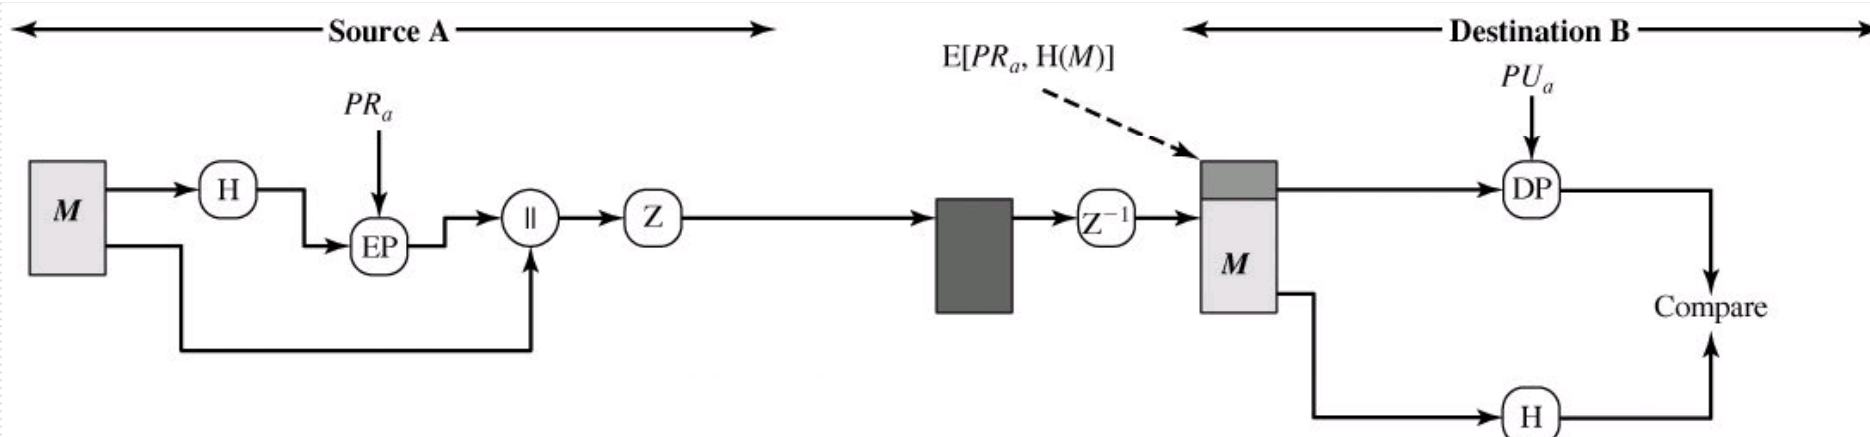 Source A
Destination B
E[PRₐ, H(M)]
PUₐ
PRₐ
M
H
EP
||
Z
Z⁻¹
M
DP
Compare
H